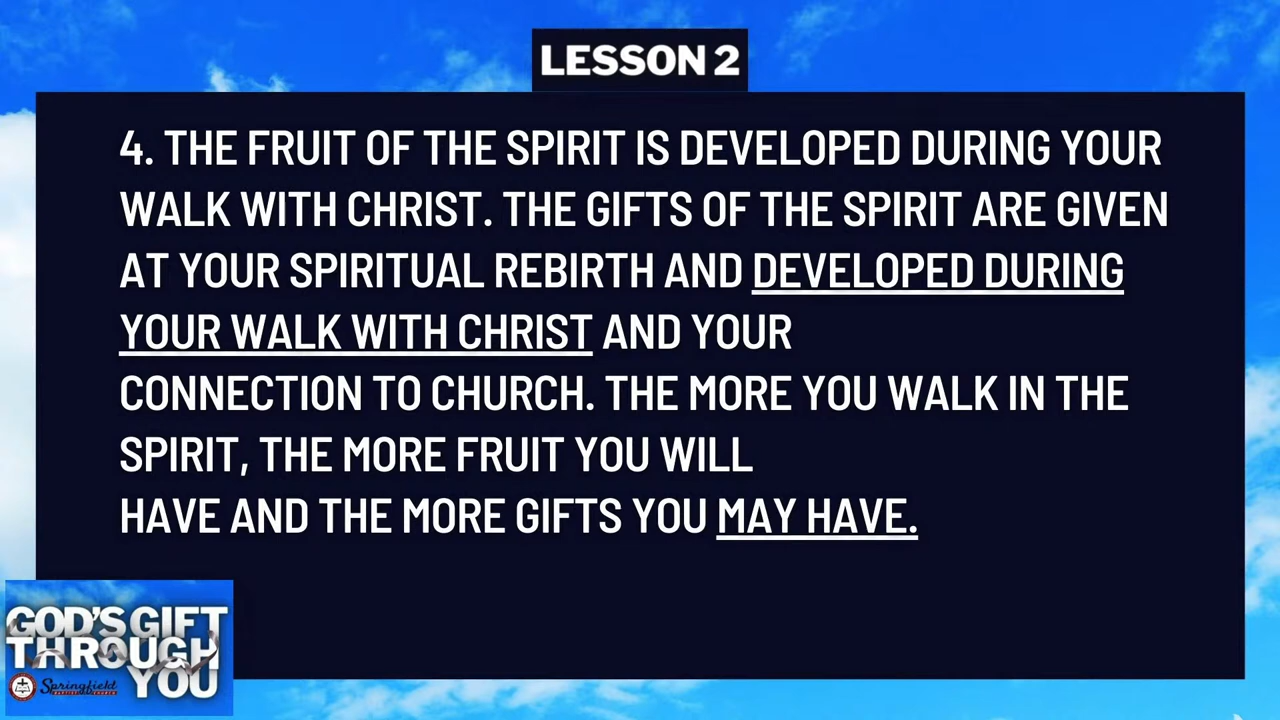 LESSON 2
4. THE FRUIT OF THE SPIRIT IS DEVELOPED DURING YOUR
WALK WITH CHRIST. THE GIFTS OF THE SPIRIT ARE GIVEN
AT YOUR SPIRITUAL REBIRTH AND DEVELOPED DURING
YOUR WALK WITH CHRIST AND YOUR
CONNECTION TO CHURCH. THE MORE YOU WALK IN THE
SPIRIT, THE MORE FRUIT YOU WILL
HAVE AND THE MORE GIFTS YOU MAY HAVE.
GOD'S GIFT
THROUGH
YOU
Springfield